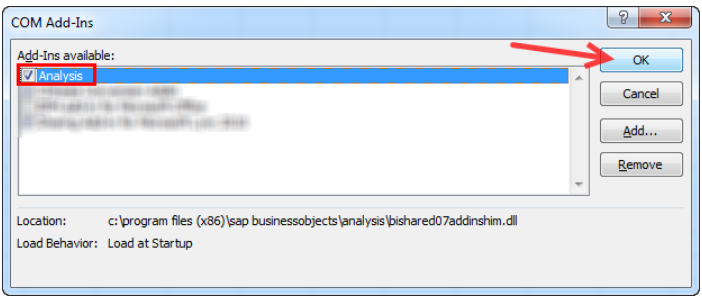 COM Add-Ins
Add-Ins available:
Analysis
OK
Cancel
Add...
Remove
Location: c:\program files (x86)\sap businessobjects\analysis\bishared07addinshim.dll
Load Behavior: Load at Startup